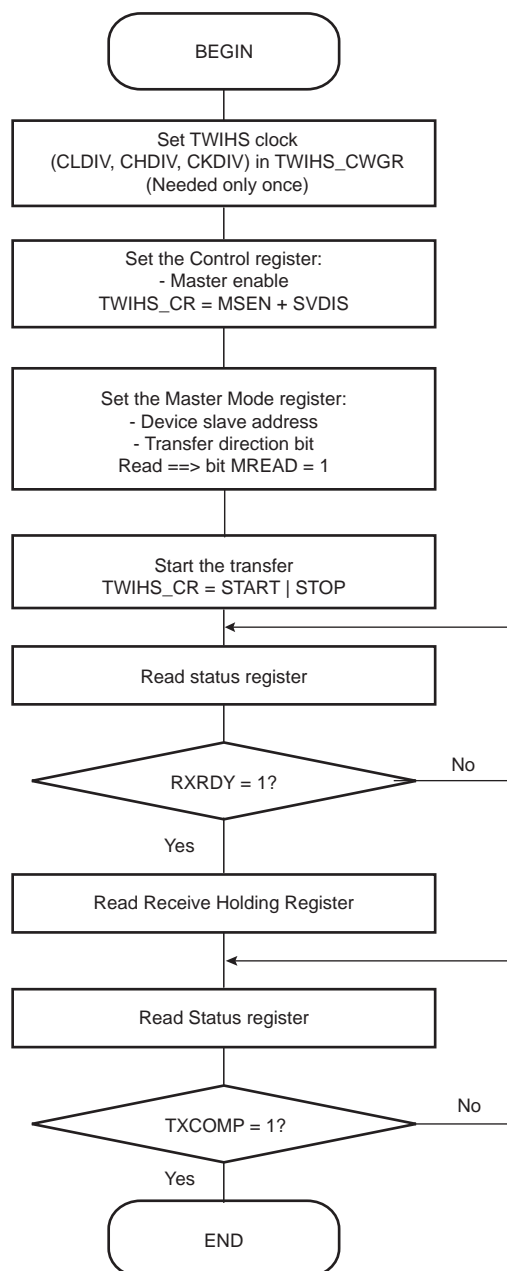 BEGIN
Set TWIHS clock
(CLDIV, CHDIV, CKDIV) in TWIHS_CWGR
(Needed only once)
Set the Control register:
- Master enable
TWIHS_CR = MSEN + SVDIS
Set the Master Mode register:
- Device slave address
- Transfer direction bit
Read ==> bit MREAD = 1
Start the transfer
TWIHS_CR = START | STOP
Read status register
RXRDY = 1?
No
Yes
Read Receive Holding Register
Read Status register
TXCOMP = 1?
No
Yes
END